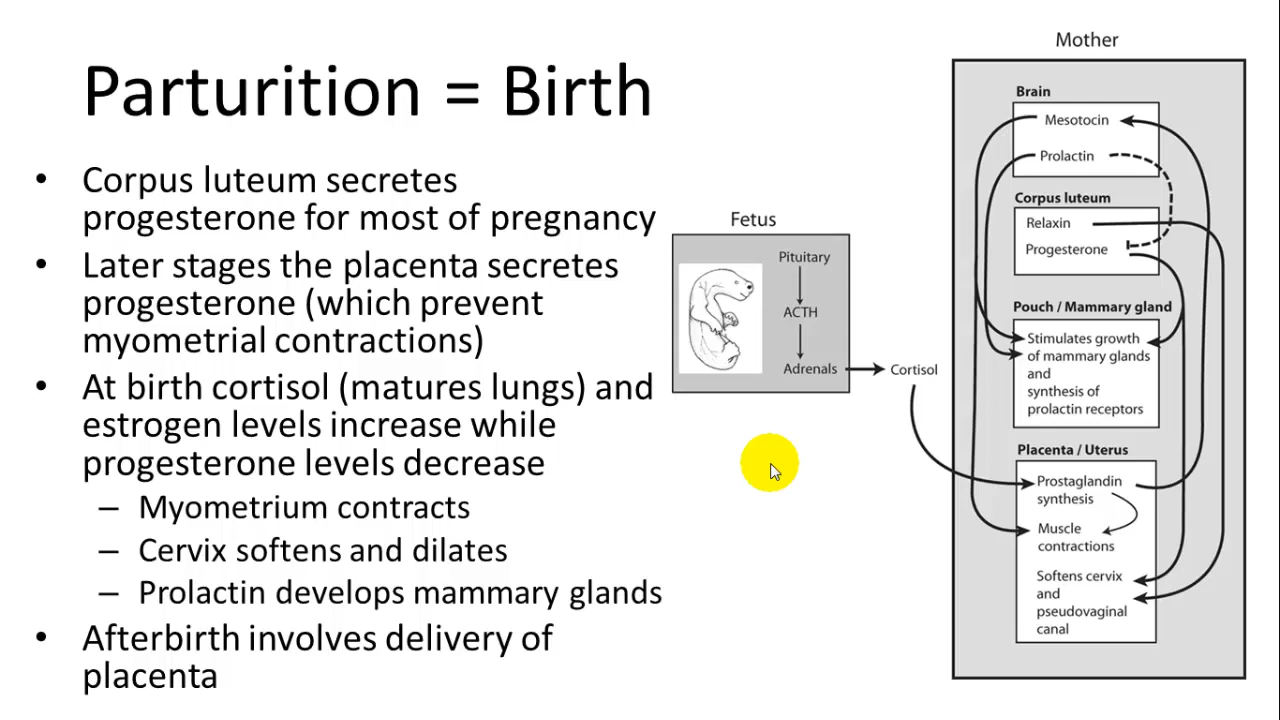 Parturition = Birth
• Corpus luteum secretes
progesterone for most of pregnancy
• Later stages the placenta secretes
progesterone (which prevent
myometrial contractions)
• At birth cortisol (matures lungs) and
estrogen levels increase while
progesterone levels decrease
– Myometrium contracts
– Cervix softens and dilates
– Prolactin develops mammary glands
• Afterbirth involves delivery of
placenta
Fetus
Pituitary
ACTH
Adrenals
Cortisol
Mother
Brain
Mesotocin
Prolactin
Corpus luteum
Relaxin
Progesterone
Pouch / Mammary gland
Stimulates growth
of mammary glands
and
synthesis of
prolactin receptors
Placenta / Uterus
Prostaglandin
synthesis
Muscle
contractions
Softens cervix
and
pseudovaginal
canal